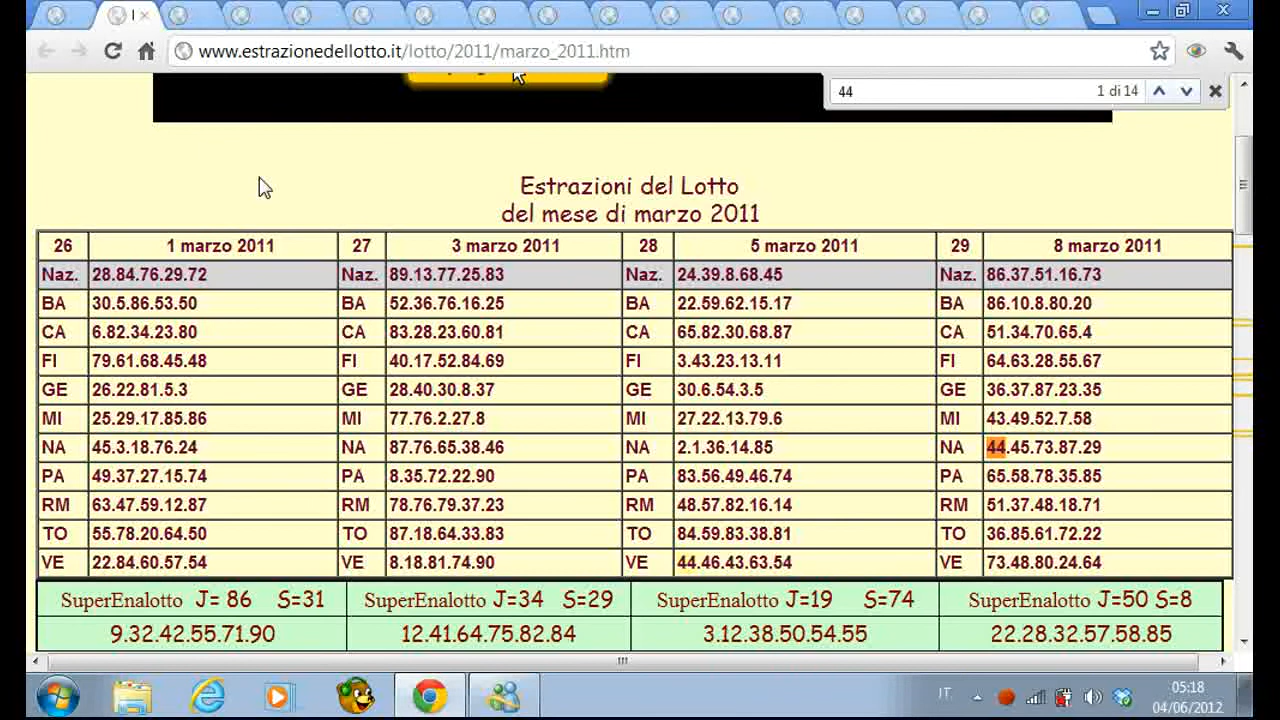 www.estrazionedellotto.it/lotto/2011/marzo_2011.htm
44 1 di 14
Estrazioni del Lotto
del mese di marzo 2011
26 1 marzo 2011 27 3 marzo 2011 28 5 marzo 2011 29 8 marzo 2011
Naz. 28.84.76.29.72 Naz. 89.13.77.25.83 Naz. 24.39.8.68.45 Naz. 86.37.51.16.73
BA 30.5.86.53.50 BA 52.36.76.16.25 BA 22.59.62.15.17 BA 86.10.8.80.20
CA 6.82.34.23.80 CA 83.28.23.60.81 CA 65.82.30.68.87 CA 51.34.70.65.4
FI 79.61.68.45.48 FI 40.17.52.84.69 FI 3.43.23.13.11 FI 64.63.28.55.67
GE 26.22.81.5.3 GE 28.40.30.8.37 GE 30.6.54.3.5 GE 36.37.87.23.35
MI 25.29.17.85.86 MI 77.76.2.27.8 MI 27.22.13.79.6 MI 43.49.52.7.58
NA 45.3.18.76.24 NA 87.76.65.38.46 NA 2.1.36.14.85 NA 44.45.73.87.29
PA 49.37.27.15.74 PA 8.35.72.22.90 PA 83.56.49.46.74 PA 65.58.78.35.85
RM 63.47.59.12.87 RM 78.76.79.37.23 RM 48.57.82.16.14 RM 51.37.48.18.71
TO 55.78.20.64.50 TO 87.18.64.33.83 TO 84.59.83.38.81 TO 36.85.61.72.22
VE 22.84.60.57.54 VE 8.18.81.74.90 VE 44.46.43.63.54 VE 73.48.80.24.64
SuperEnalotto J= 86 S=31 SuperEnalotto J=34 S=29 SuperEnalotto J=19 S=74 SuperEnalotto J=50 S=8
9.32.42.55.71.90 12.41.64.75.82.84 3.12.38.50.54.55 22.28.32.57.58.85
IT 05:18
04/06/2012